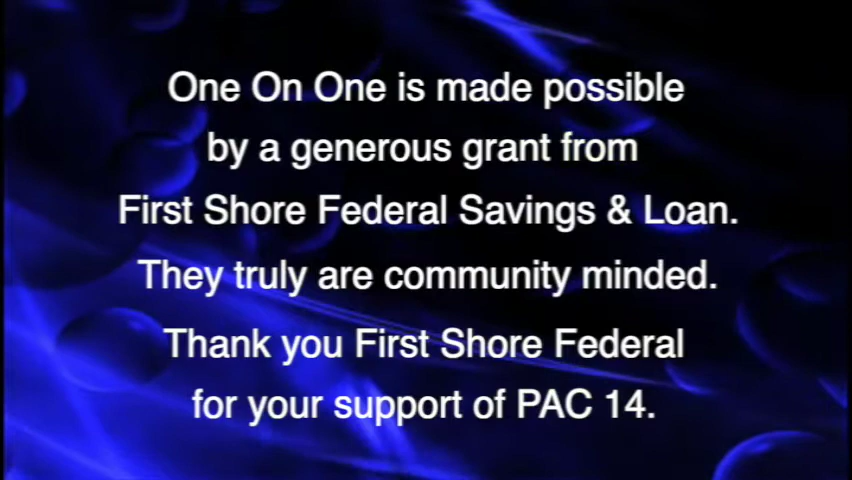 One On One is made possible
by a generous grant from
First Shore Federal Savings & Loan.
They truly are community minded.
Thank you First Shore Federal
for your support of PAC 14.